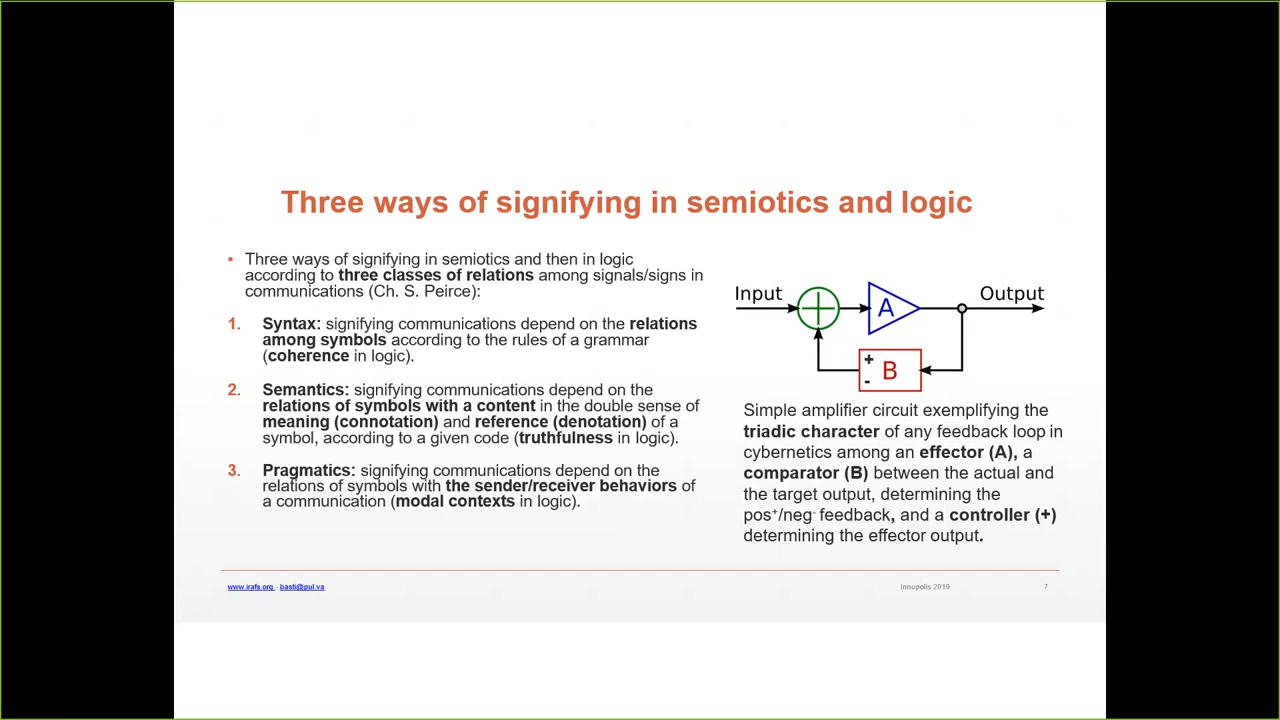 Three ways of signifying in semiotics and logic
▪ Three ways of signifying in semiotics and then in logic
according to three classes of relations among signals/signs in
communications (Ch. S. Peirce):
1. Syntax: signifying communications depend on the relations
among symbols according to the rules of a grammar
(coherence in logic).
2. Semantics: signifying communications depend on the
relations of symbols with a content in the double sense of
meaning (connotation) and reference (denotation) of a
symbol, according to a given code (truthfulness in logic).
3. Pragmatics: signifying communications depend on the
relations of symbols with the sender/receiver behaviors of
a communication (modal contexts in logic).
Input
A
Output
+
B
-
Simple amplifier circuit exemplifying the
triadic character of any feedback loop in
cybernetics among an effector (A), a
comparator (B) between the actual and
the target output, determining the
pos+/neg- feedback, and a controller (+)
determining the effector output.
www.irafs.org - basti@pul.va
Innopolis 2019
7